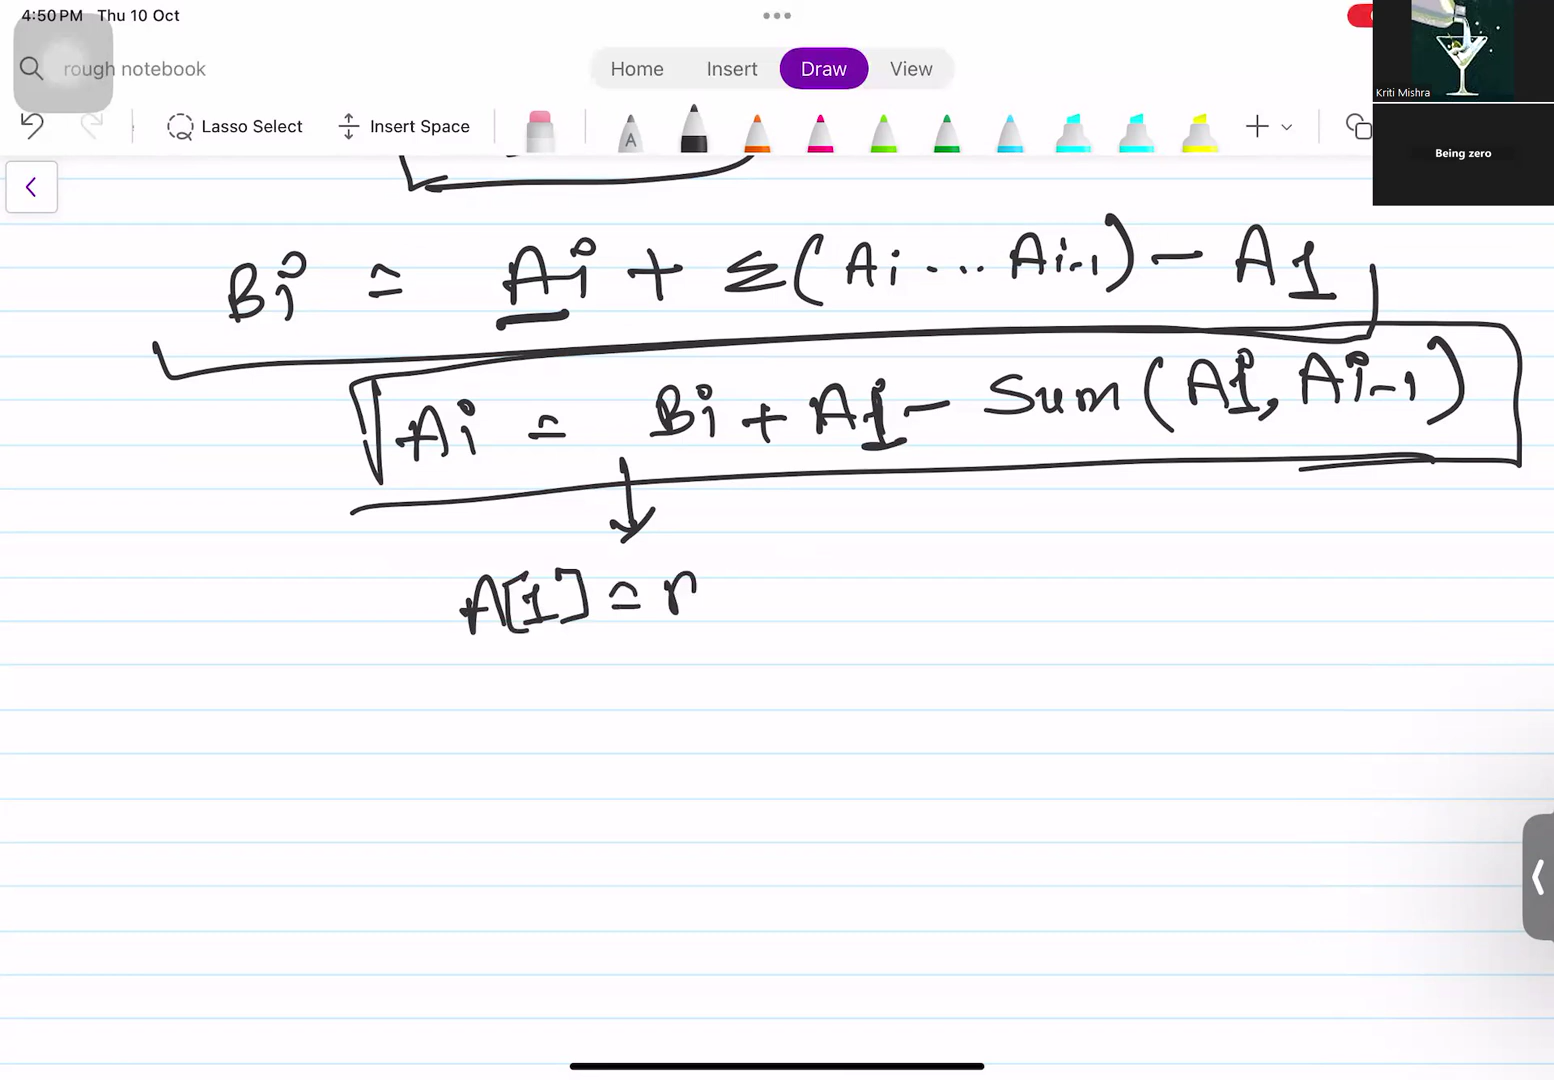 4:50 PM Thu 10 Oct
rough notebook
Home Insert Draw View
Lasso Select Insert Space
A
Kriti Mishra
Being zero
Bi = Ai + Σ(Ai ... Ai-1) - A1
Ai = Bi + A1 - Sum(A1, Ai-1)
A[1] = r